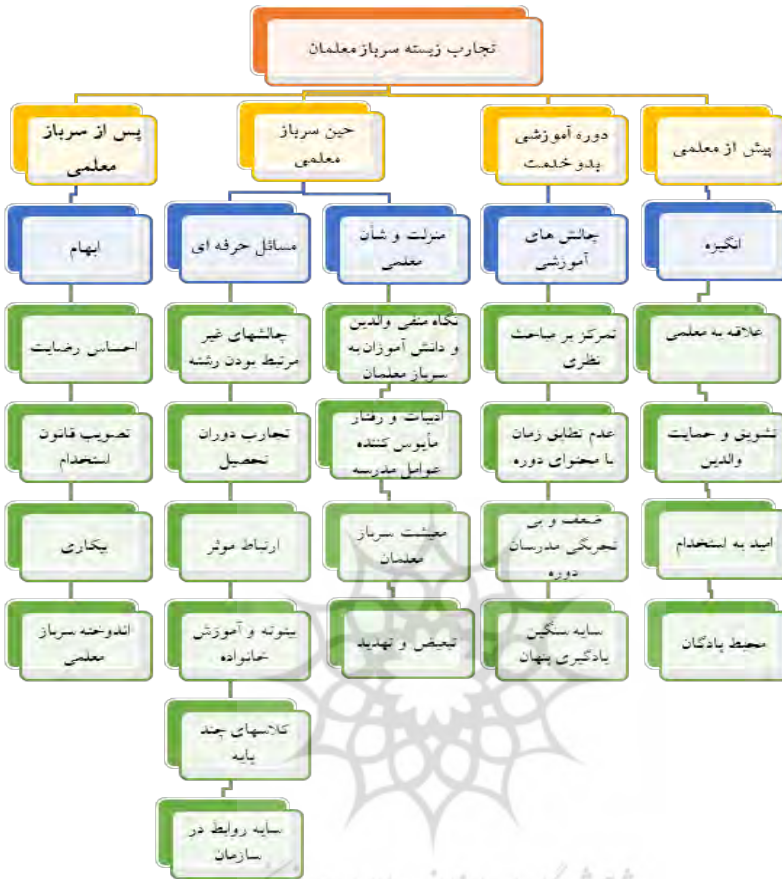 تجارب زیسته سرباز معلمان
پیش از معلمی
انگیزه
علاقه به معلمی
تشویق و حمایت
والدین
امید به استخدام
محیط پادگان
دوره آموزشی
بدو خدمت
چالش های
آموزشی
تمرکز بر مباحث
نظری
عدم تطابق زمان
با محتوای دوره
ضعف و بی
تجربگی مدرسان
دوره
سایه سنگین
یادگیری پنهان
حین سرباز
معلمی
منزلت و شأن
معلمی
نگاه منفی والدین
و دانش آموزان به
سرباز معلمان
ادبیات و رفتار
مأیوس کننده
عوامل مدرسه
معیشت سرباز
معلمان
تبعیض و تهدید
مسائل حرفه ای
چالشهای غیر
مرتبط بودن رشته
تجارب دوران
تحصیل
ارتباط موثر
بیتوته و آموزش
خانواده
کلاسهای چند
پایه
سایه روابط در
سازمان
پس از سرباز
معلمی
ابهام
احساس رضایت
تصویب قانون
استخدام
بیکاری
اندوخته سرباز
معلمی